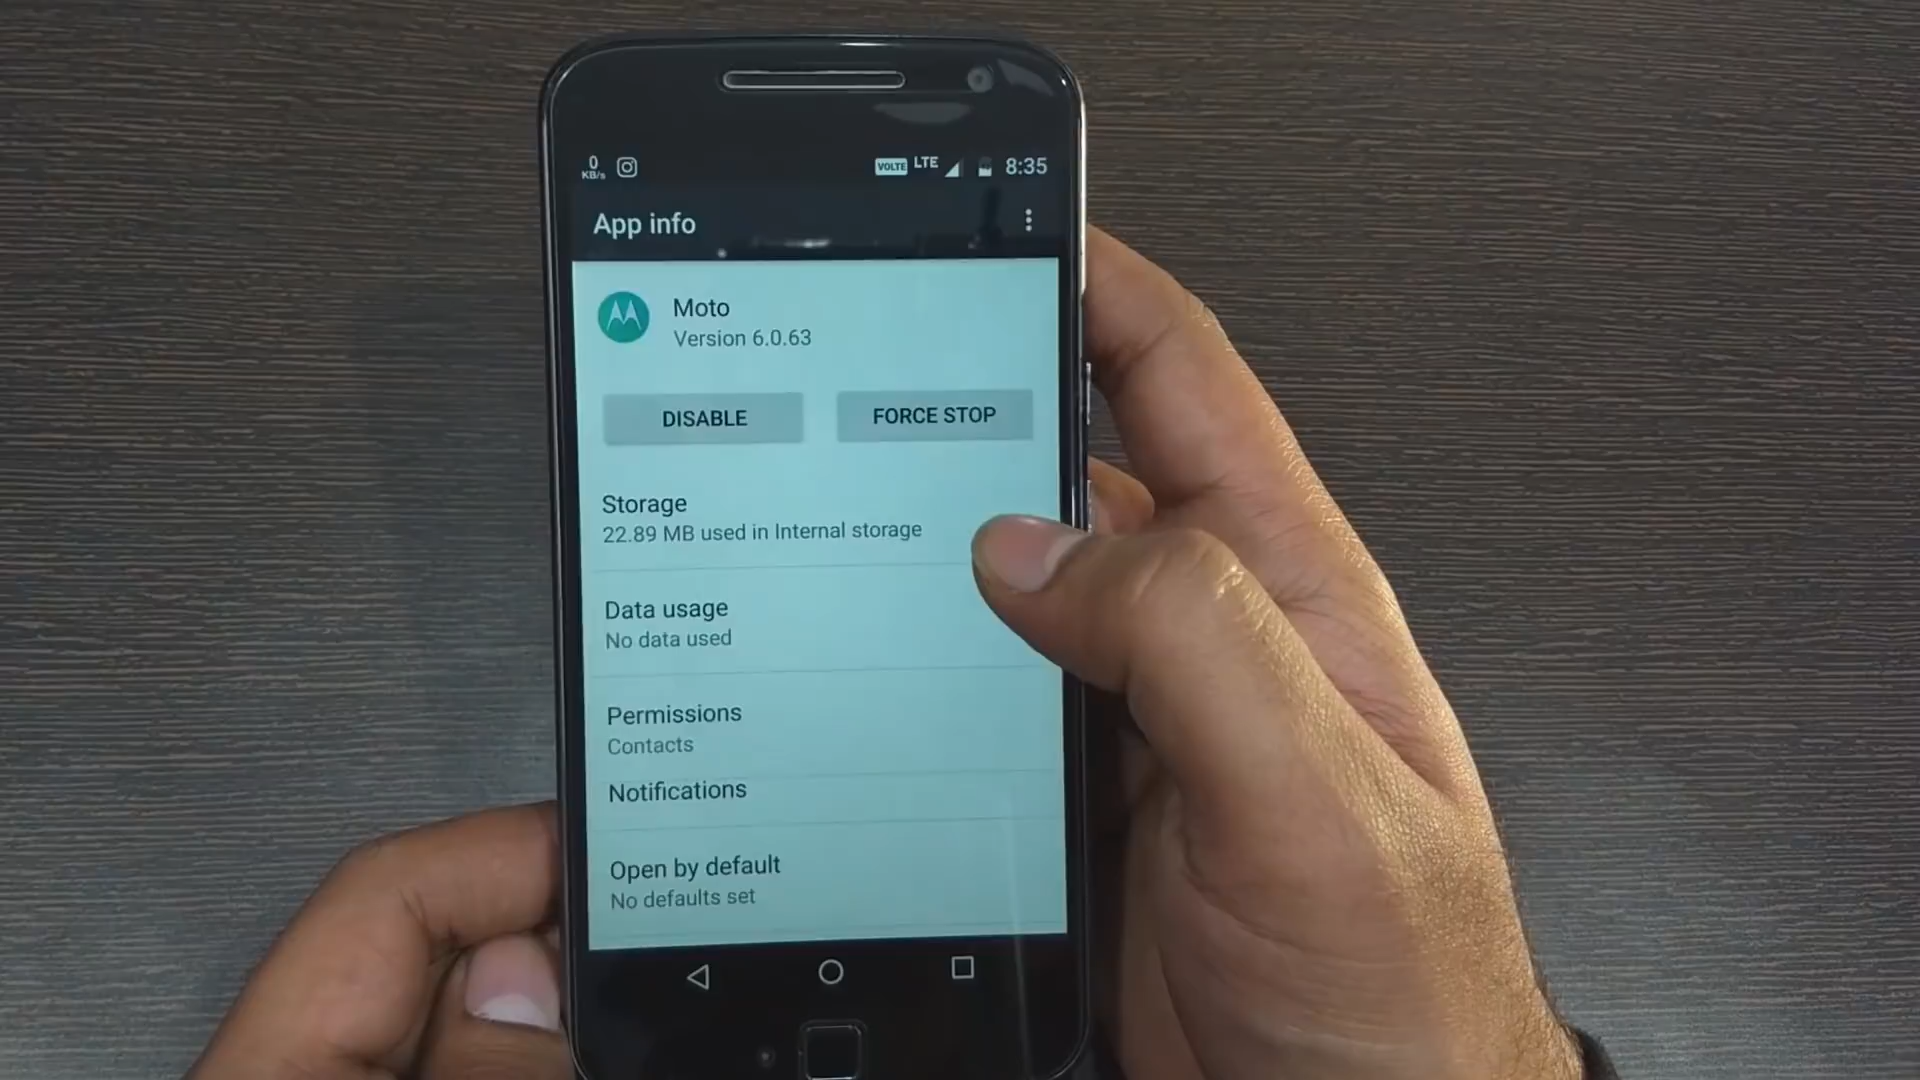 0
KB/s
VOLTE LTE 8:35
App info
Moto
Version 6.0.63
DISABLE
FORCE STOP
Storage
22.89 MB used in Internal storage
Data usage
No data used
Permissions
Contacts
Notifications
Open by default
No defaults set